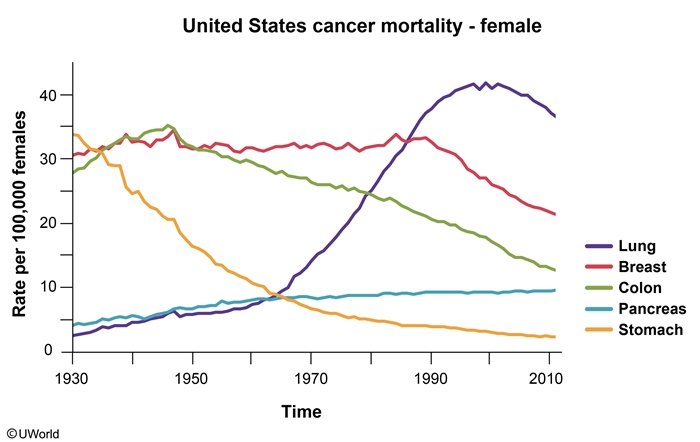 United States cancer mortality - female
Rate per 100,000 females
40
30
20
10
0
1930
1950
1970
1990
2010
Time
Lung
Breast
Colon
Pancreas
Stomach
©UWorld